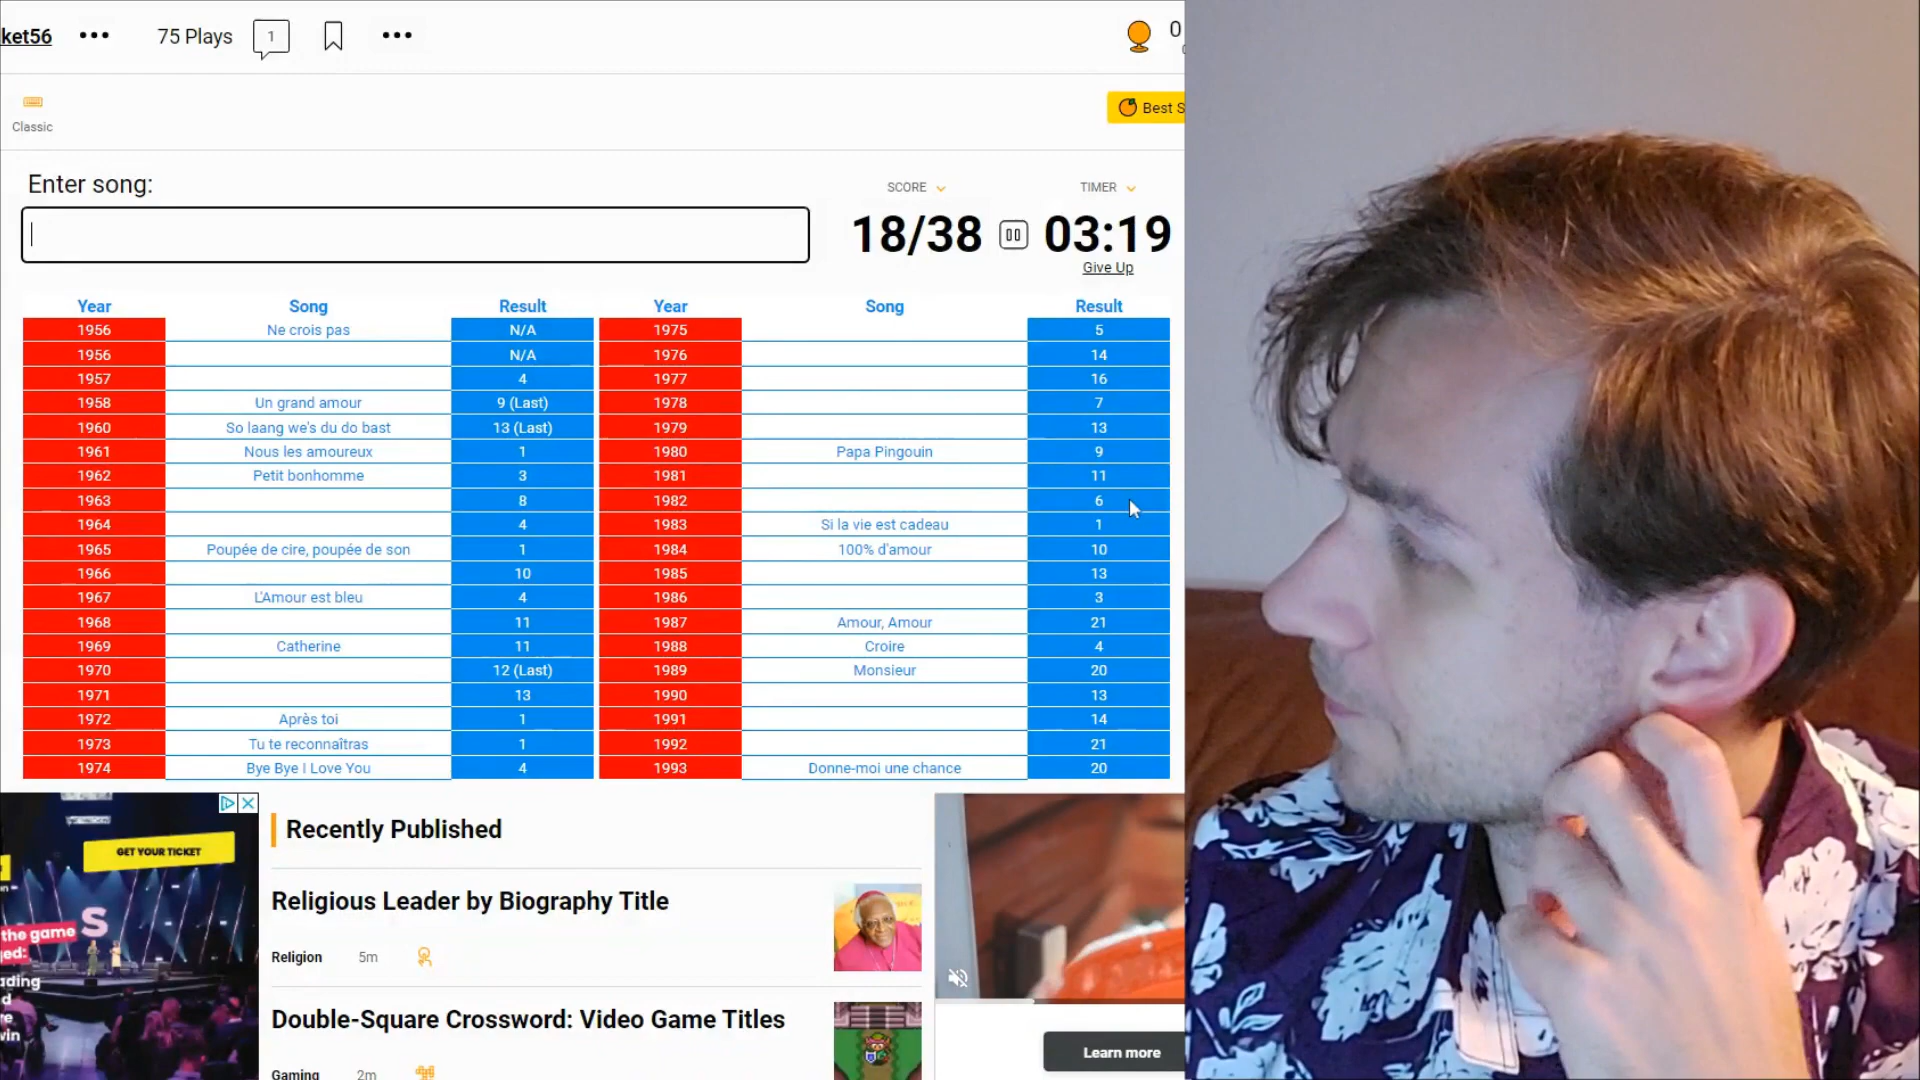 ket56 ••• 75 Plays 1 ••• 0
Classic
Best S
Enter song:
SCORE TIMER
18/38 03:19
Give Up
Year Song Result Year Song Result
1956 Ne crois pas N/A 1975 5
1956 N/A 1976 14
1957 4 1977 16
1958 Un grand amour 9 (Last) 1978 7
1960 So laang we's du do bast 13 (Last) 1979 13
1961 Nous les amoureux 1 1980 Papa Pingouin 9
1962 Petit bonhomme 3 1981 11
1963 8 1982 6
1964 4 1983 Si la vie est cadeau 1
1965 Poupée de cire, poupée de son 1 1984 100% d'amour 10
1966 10 1985 13
1967 L'Amour est bleu 4 1986 3
1968 11 1987 Amour, Amour 21
1969 Catherine 11 1988 Croire 4
1970 12 (Last) 1989 Monsieur 20
1971 13 1990 13
1972 Après toi 1 1991 14
1973 Tu te reconnaîtras 1 1992 21
1974 Bye Bye I Love You 4 1993 Donne-moi une chance 20
GET YOUR TICKET
S
the game
Recently Published
Religious Leader by Biography Title
Religion 5m
Double-Square Crossword: Video Game Titles
Gaming 2m
Learn more